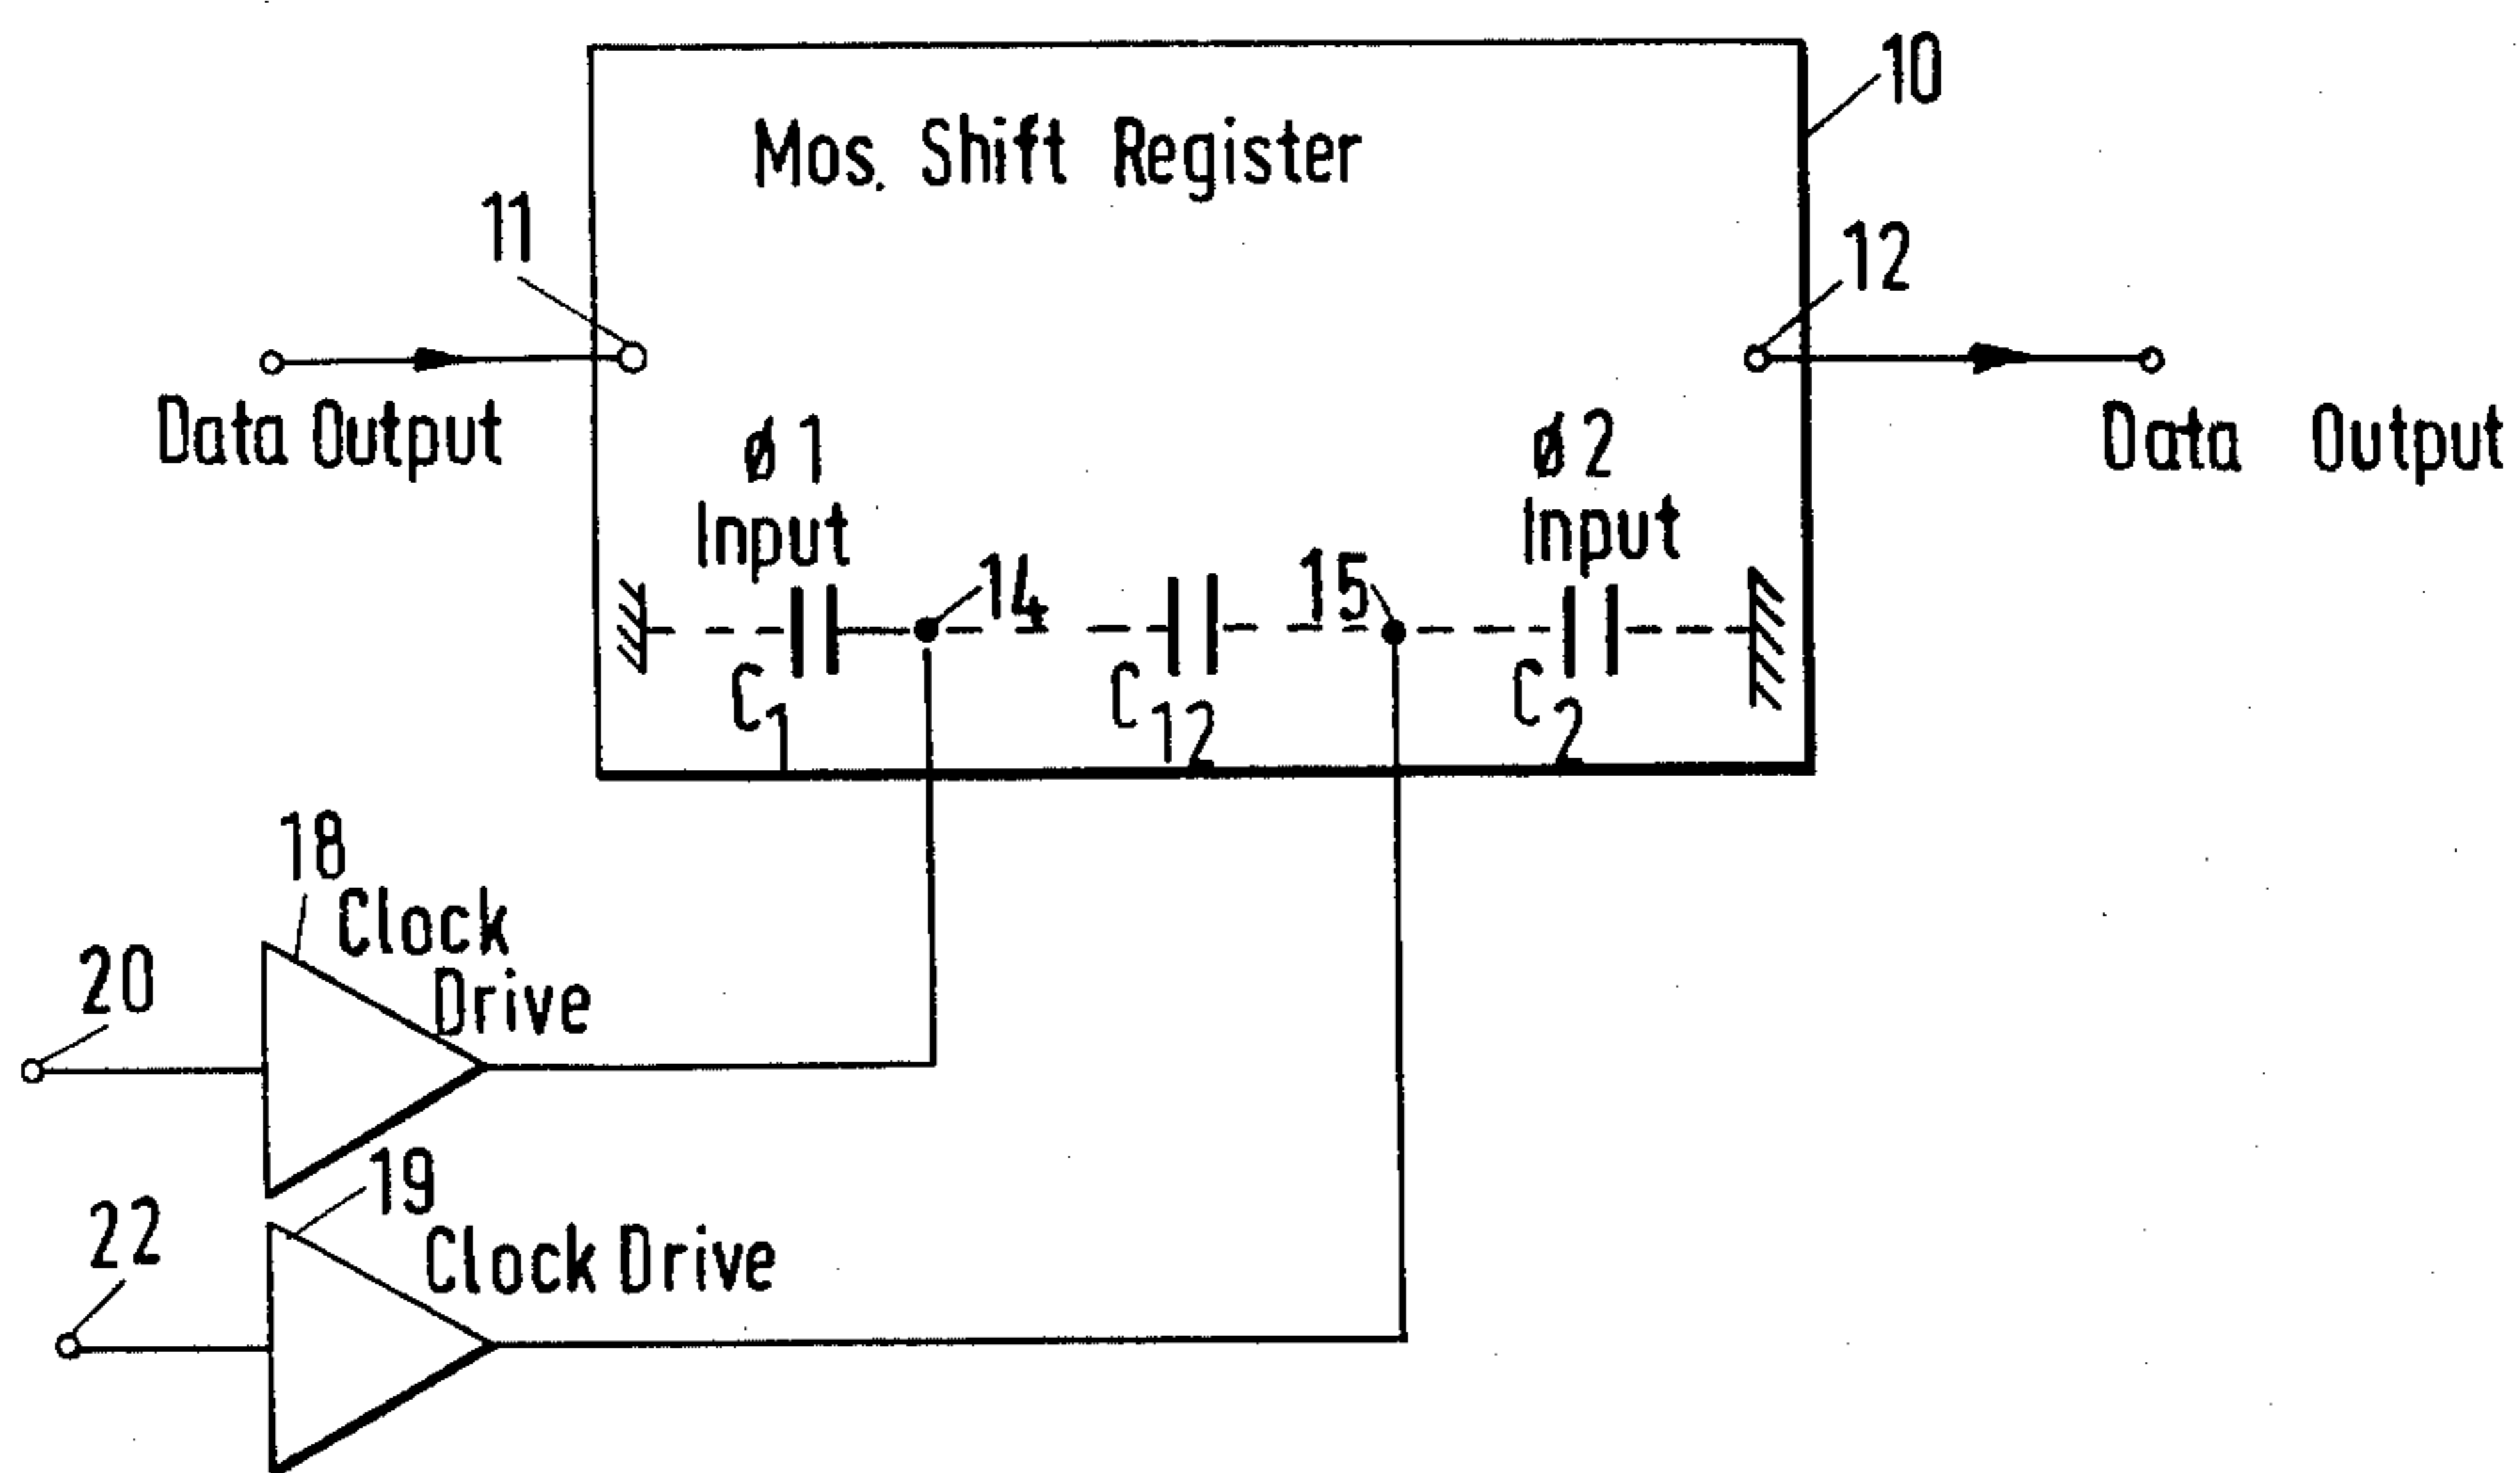 10
Mos. Shift Register
11
12
Data Output
Data Output
ø 1
Input
ø 2
Input
14
15
C1
C12
C2
18
Clock
Drive
20
19
Clock Drive
22